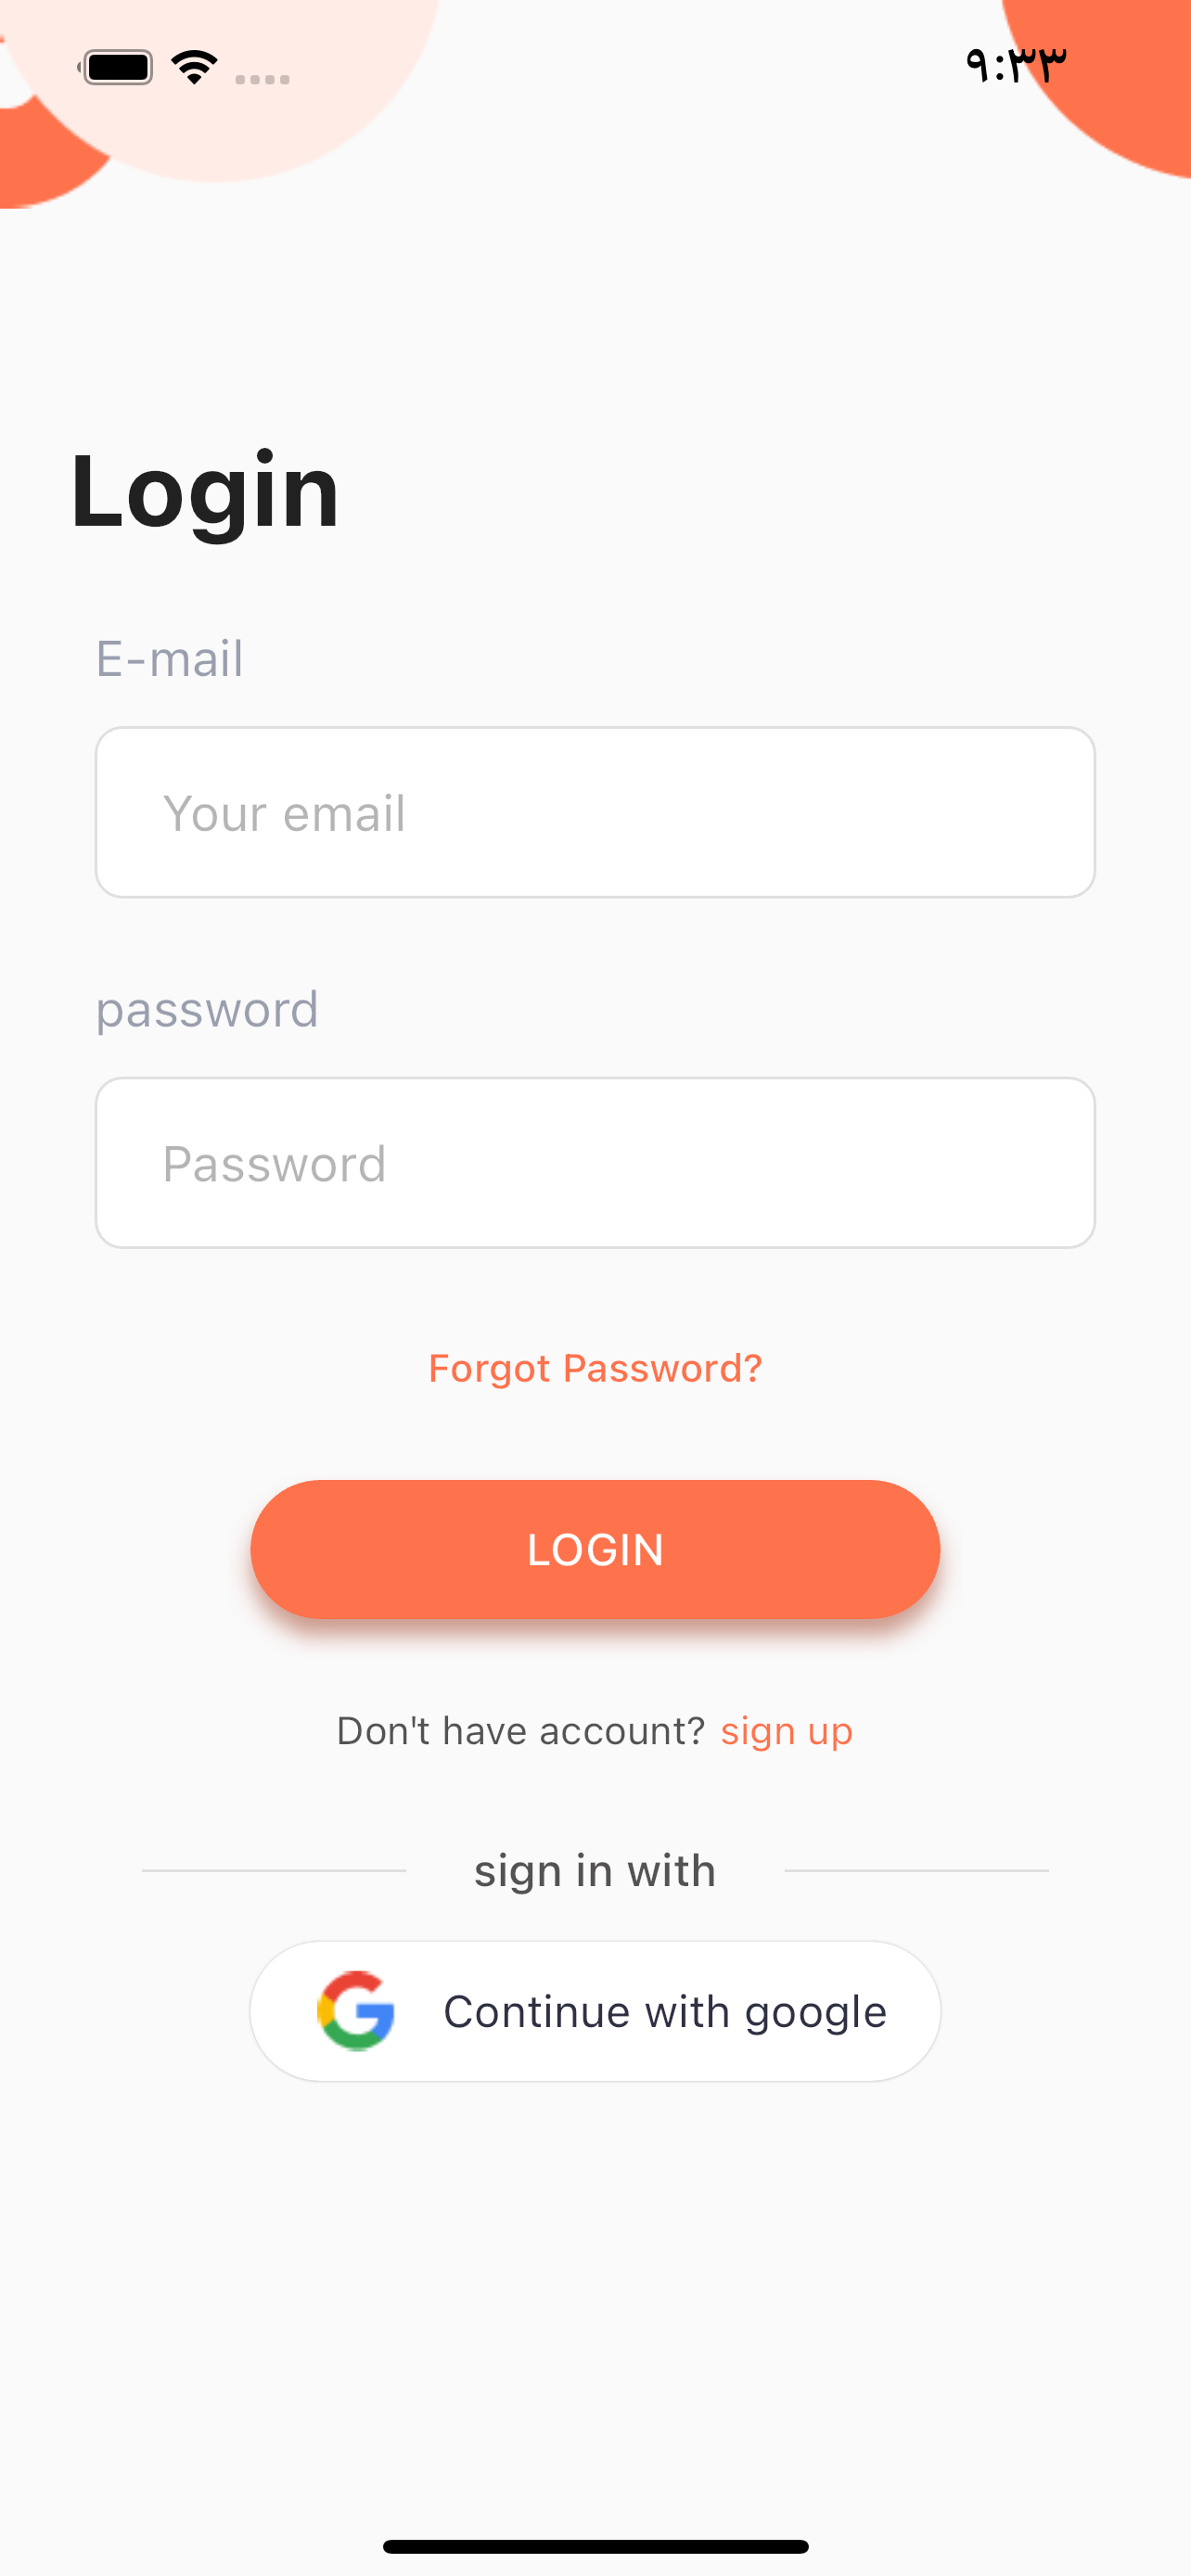 ۹:۳۳
Login
E-mail
Your email
password
Password
Forgot Password?
LOGIN
Don't have account? sign up
sign in with
Continue with google